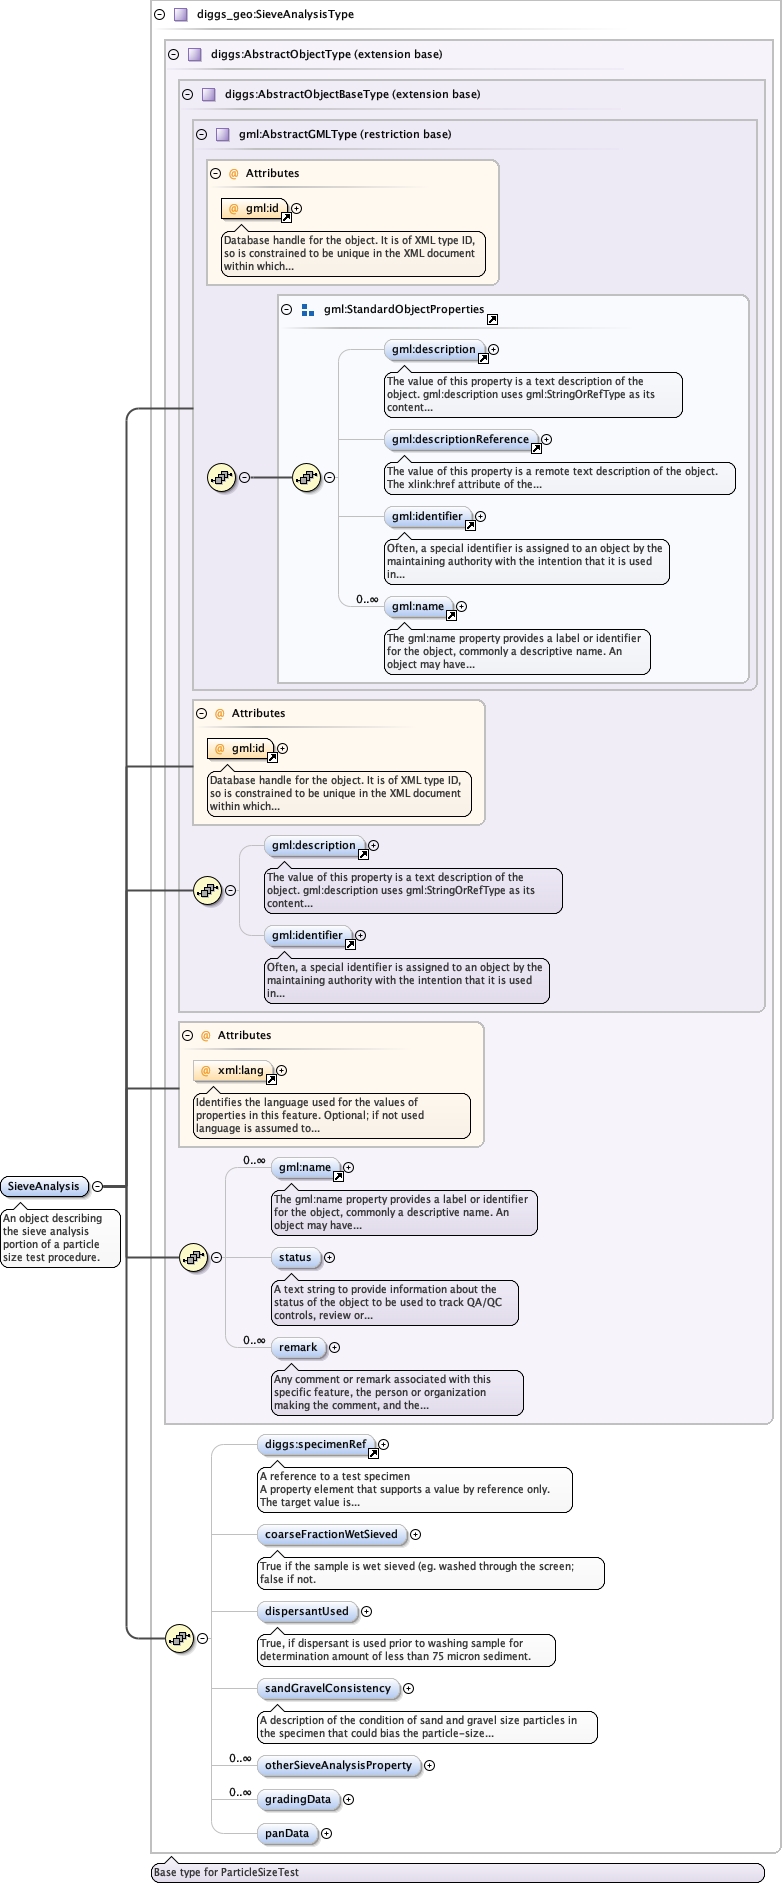 diggs_geo:SieveAnalysisType
diggs:AbstractObjectType (extension base)
diggs:AbstractObjectBaseType (extension base)
gml:AbstractGMLType (restriction base)
@ Attributes
@ gml:id
Database handle for the object. It is of XML type ID,
so is constrained to be unique in the XML document
within which...
gml:StandardObjectProperties
gml:description
The value of this property is a text description of the
object. gml:description uses gml:StringOrRefType as its
content...
gml:descriptionReference
The value of this property is a remote text description of the object.
The xlink:href attribute of the...
gml:identifier
Often, a special identifier is assigned to an object by the
maintaining authority with the intention that it is used
in...
0..∞
gml:name
The gml:name property provides a label or identifier
for the object, commonly a descriptive name. An
object may have...
@ Attributes
@ gml:id
Database handle for the object. It is of XML type ID,
so is constrained to be unique in the XML document
within which...
gml:description
The value of this property is a text description of the
object. gml:description uses gml:StringOrRefType as its
content...
gml:identifier
Often, a special identifier is assigned to an object by the
maintaining authority with the intention that it is used
in...
@ Attributes
@ xml:lang
Identifies the language used for the values of
properties in this feature. Optional; if not used
language is assumed to...
SieveAnalysis
An object describing
the sieve analysis
portion of a particle
size test procedure.
0..∞
gml:name
The gml:name property provides a label or identifier
for the object, commonly a descriptive name. An
object may have...
status
A text string to provide information about the
status of the object to be used to track QA/QC
controls, review or...
0..∞
remark
Any comment or remark associated with this
specific feature, the person or organization
making the comment, and the...
diggs:specimenRef
A reference to a test specimen
A property element that supports a value by reference only.
The target value is...
coarseFractionWetSieved
True if the sample is wet sieved (eg. washed through the screen;
false if not.
dispersantUsed
True, if dispersant is used prior to washing sample for
determination amount of less than 75 micron sediment.
sandGravelConsistency
A description of the condition of sand and gravel size particles in
the specimen that could bias the particle-size...
0..∞
otherSieveAnalysisProperty
0..∞
gradingData
panData
Base type for ParticleSizeTest